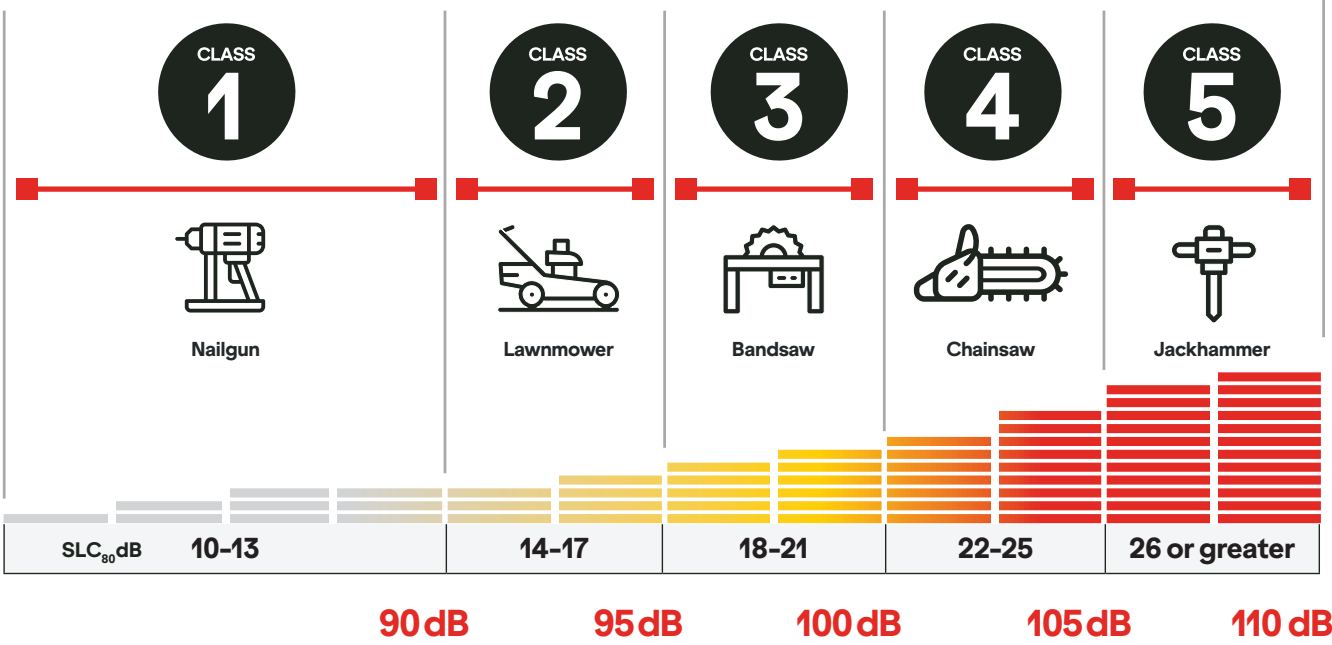 CLASS
1
CLASS
2
CLASS
3
CLASS
4
CLASS
5
Nailgun
Lawnmower
Bandsaw
Chainsaw
Jackhammer
SLC80dB 10-13
14-17
18-21
22-25
26 or greater
90 dB
95 dB
100 dB
105 dB
110 dB